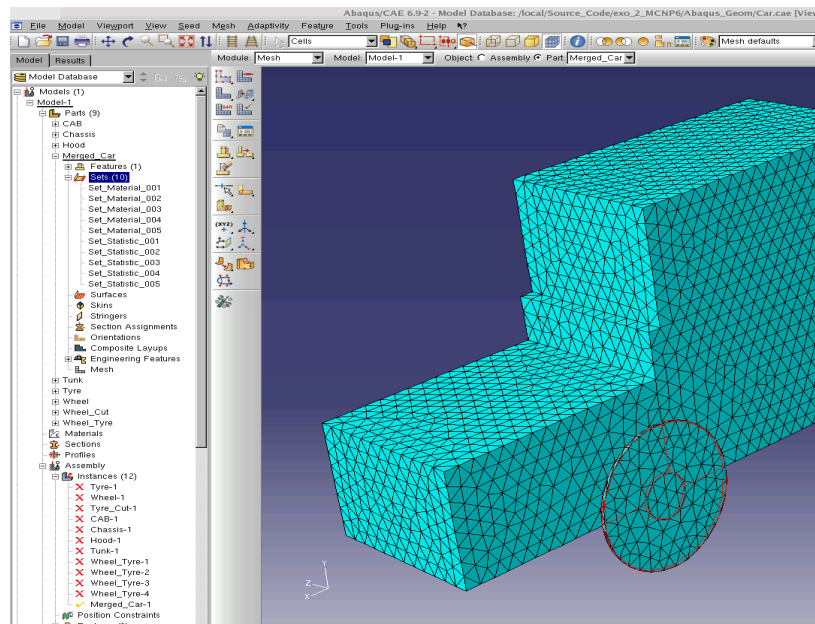 Abaqus/CAE 6.9-2 - Model Database: /local/Source_Code/exo_2_MCNP6/Abaqus_Geom/Car.cae [Viev
File Model Viewport View Seed Mesh Adaptivity Feature Tools Plug-ins Help
Cells Mesh defaults
Model Results Module: Mesh Model: Model-1 Object: Assembly Part: Merged_Car
Model Database
Models (1)
Model-1
Parts (9)
CAB
Chassis
Hood
Merged_Car
Features (1)
Sets (10)
Set_Material_001
Set_Material_002
Set_Material_003
Set_Material_004
Set_Material_005
Set_Statistic_001
Set_Statistic_002
Set_Statistic_003
Set_Statistic_004
Set_Statistic_005
Surfaces
Skins
Stringers
Section Assignments
Orientations
Composite Layups
Engineering Features
Mesh
Tunk
Tyre
Wheel
Wheel_Cut
Wheel_Tyre
Materials
Sections
Profiles
Assembly
Instances (12)
Tyre-1
Wheel-1
Tyre_Cut-1
CAB-1
Chassis-1
Hood-1
Tunk-1
Wheel_Tyre-1
Wheel_Tyre-2
Wheel_Tyre-3
Wheel_Tyre-4
Merged_Car-1
Position Constraints
(XYZ)
Y
Z
X